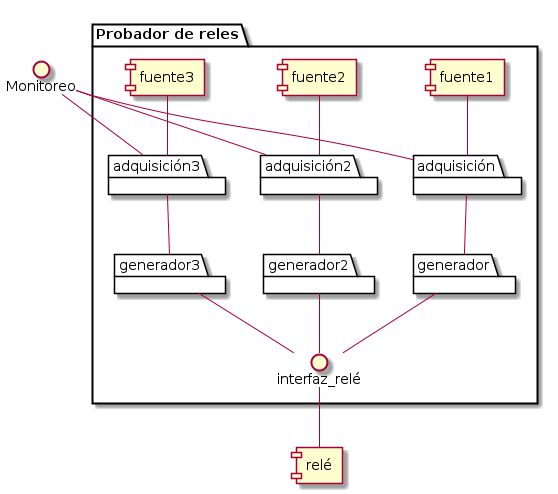 Probador de reles
fuente3
fuente2
fuente1
Monitoreo
adquisición3
adquisición2
adquisición
generador3
generador2
generador
interfaz_relé
relé